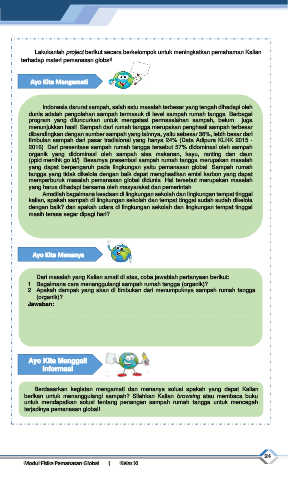 Lakukanlah project berikut secara berkelompok untuk meningkatkan pemahaman Kalian
terhadap materi pemanasan global!
Ayo Kita Mengamati
Indonesia darurat sampah, salah satu masalah terbesar yang tengah dihadapi oleh
dunia adalah pengolahan sampah termasuk di level sampah rumah tangga. Berbagai
program yang diluncurkan untuk mengatasi permasalahan sampah, belum juga
menunjukkan hasil! Sampah dari rumah tangga merupakan penghasil sampah terbesar
dibandingkan dengan sumber sampah yang lainnya, yaitu sebesar 36%, lebih besar dari
timbulan sampah dari pasar tradisional yang hanya 24% (Data Adipura KLHK 2015 -
2016) Dari presentase sampah rumah tangga tersebut 57% didominasi oleh sampah
organik yang didominasi oleh sampah sisa makanan, kayu, ranting dan daun
(ppid.menlhk.go.id/) Besarnya presentasi sampah rumah tangga merupakan masalah
yang dapat berpengaruh pada lingkungan yaitu pemanasan global! Sampah rumah
tangga yang tidak dikelola dengan baik dapat menghasilkan emisi karbon yang dapat
memperburuk masalah pemanasan global didunia. Hal tersebut merupakan masalah
yang harus dihadapi bersama oleh masyarakat dan pemerintah
Amatilah bagaimana keadaan di lingkungan sekolah dan lingkungan tempat tinggal
kalian, apakah sampah di lingkungan sekolah dan tempat tinggal sudah sudah dikelola
dengan baik? dan apakah udara di lingkungan sekolah dan lingkungan tempat tinggal
masih terasa segar dipagi hari?
Ayo Kita Menanya
Dari masalah yang Kalian amati di atas, coba jawablah pertanyaan berikut:
1 Bagaimana cara menanggulangi sampah rumah tangga (organik)?
2 Apakah dampak yang akan di timbulkan dari menumpuknya sampah rumah tangga
(organik)?
Jawaban:
Ayo Kita Menggali
Informasi
Berdasarkan kegiatan mengamati dan menanya solusi apakah yang dapat Kalian
berikan untuk menanggulangi sampah? Silahkan Kalian browsing atau membaca buku
untuk mendapatkan solusi tentang penangan sampah rumah tangga untuk mencegah
terjadinya pemanasan global!
24
Modul Fisika Pemanasan Global | Kelas XI